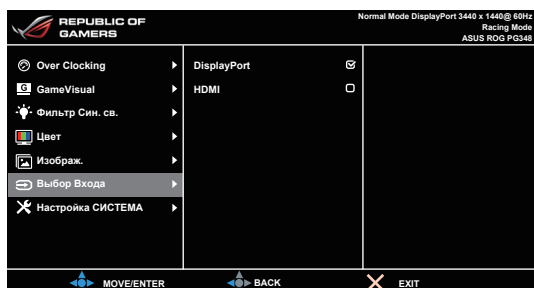 REPUBLIC OF
GAMERS
Normal Mode DisplayPort 3440 x 1440@ 60Hz
Racing Mode
ASUS ROG PG348
Over Clocking
GameVisual
Фильтр Син. св.
Цвет
Изображ.
Выбор Входа
Настройка СИСТЕМА
DisplayPort
HDMI
MOVE/ENTER
BACK
EXIT